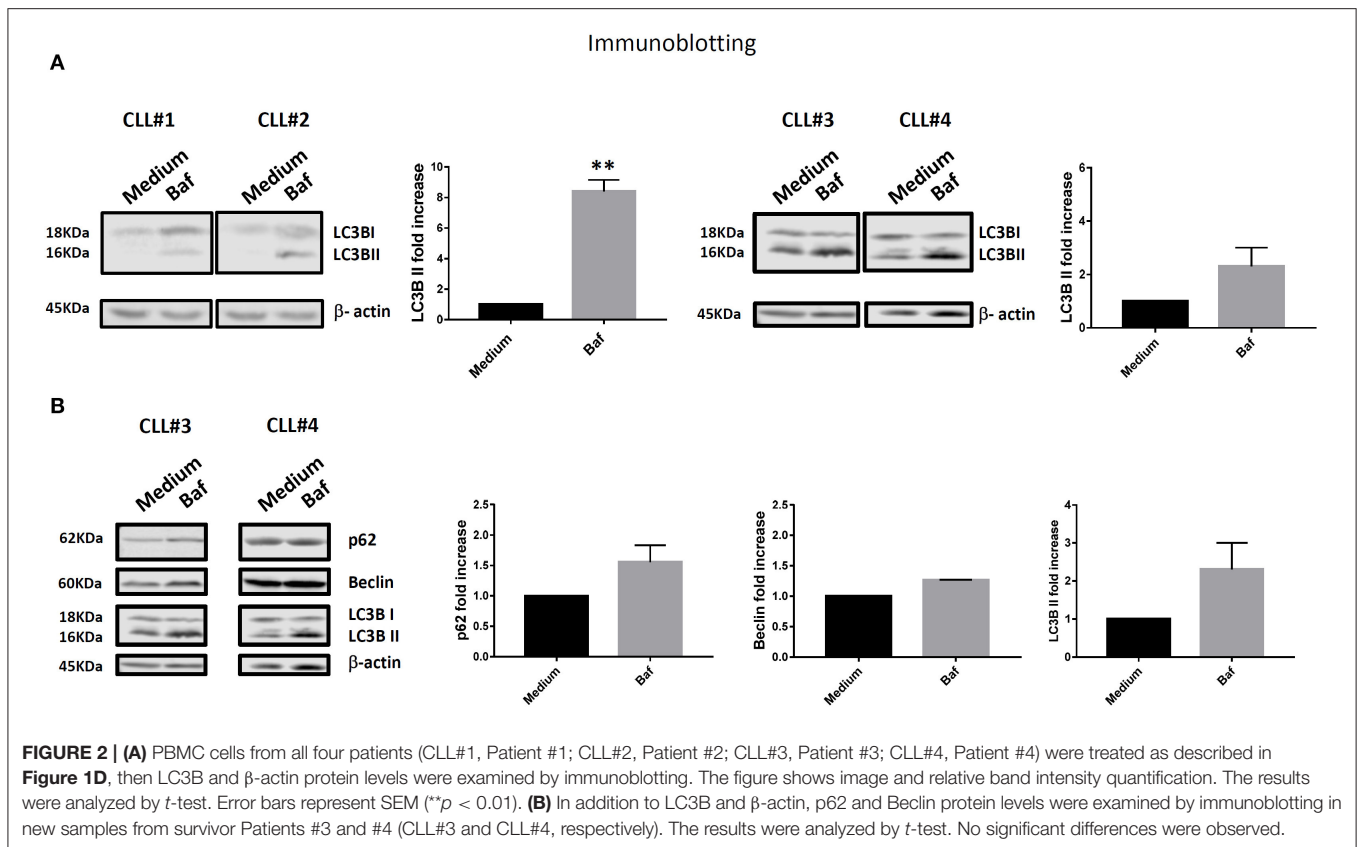 Immunoblotting
A
CLL#1 CLL#2
Medium Baf Medium Baf
18KDa LC3BI
16KDa LC3BII
45KDa β- actin
LC3B II fold increase
10
8
6
4
2
0
**
Medium Baf
CLL#3 CLL#4
Medium Baf Medium Baf
18KDa LC3BI
16KDa LC3BII
45KDa β- actin
LC3B II fold increase
6
4
2
0
Medium Baf
B
CLL#3 CLL#4
Medium Baf Medium Baf
62KDa p62
60KDa Beclin
18KDa LC3B I
16KDa LC3B II
45KDa β-actin
p62 fold increase
2.5
2.0
1.5
1.0
0.5
0.0
Medium Baf
Beclin fold increase
2.5
2.0
1.5
1.0
0.5
0.0
Medium Baf
LC3B II fold increase
4
3
2
1
0
Medium Baf
FIGURE 2 | (A) PBMC cells from all four patients (CLL#1, Patient #1; CLL#2, Patient #2; CLL#3, Patient #3; CLL#4, Patient #4) were treated as described in
Figure 1D, then LC3B and β-actin protein levels were examined by immunoblotting. The figure shows image and relative band intensity quantification. The results
were analyzed by t-test. Error bars represent SEM (**p < 0.01). (B) In addition to LC3B and β-actin, p62 and Beclin protein levels were examined by immunoblotting in
new samples from survivor Patients #3 and #4 (CLL#3 and CLL#4, respectively). The results were analyzed by t-test. No significant differences were observed.